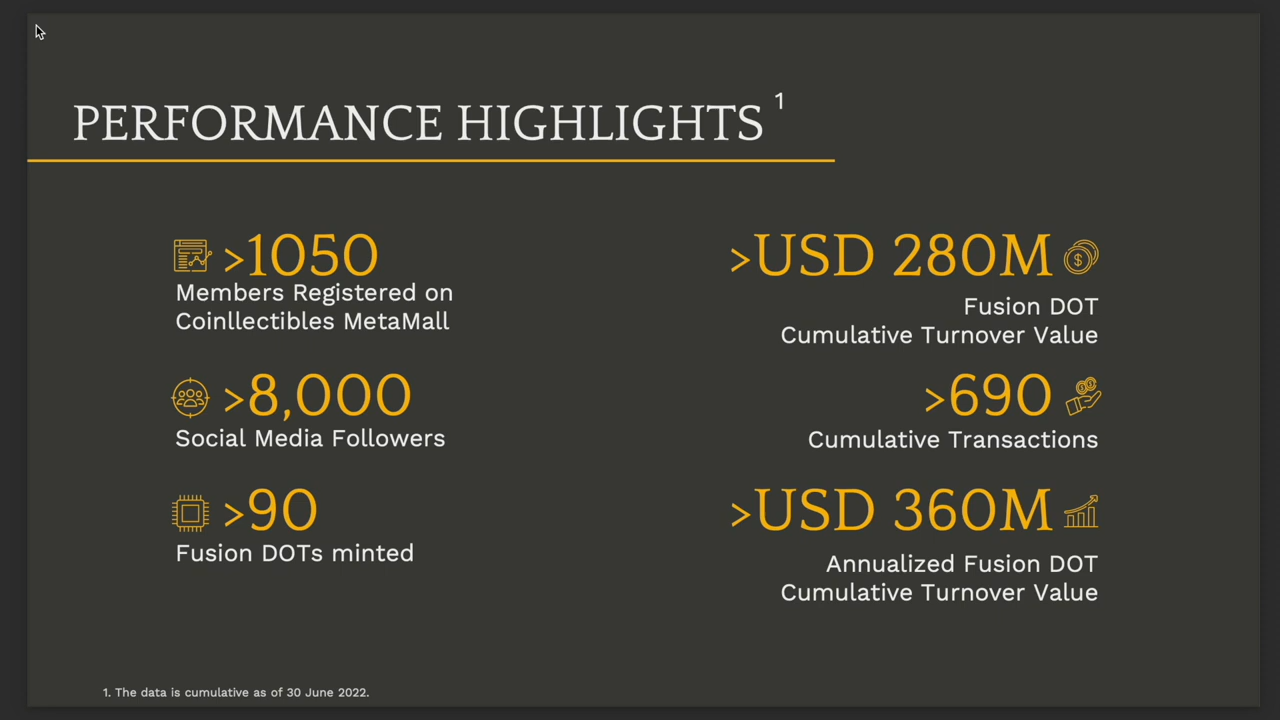 PERFORMANCE HIGHLIGHTS 1
>1050
Members Registered on
Coinllectibles MetaMall
>8,000
Social Media Followers
>90
Fusion DOTs minted
>USD 280M
Fusion DOT
Cumulative Turnover Value
>690
Cumulative Transactions
>USD 360M
Annualized Fusion DOT
Cumulative Turnover Value
1. The data is cumulative as of 30 June 2022.